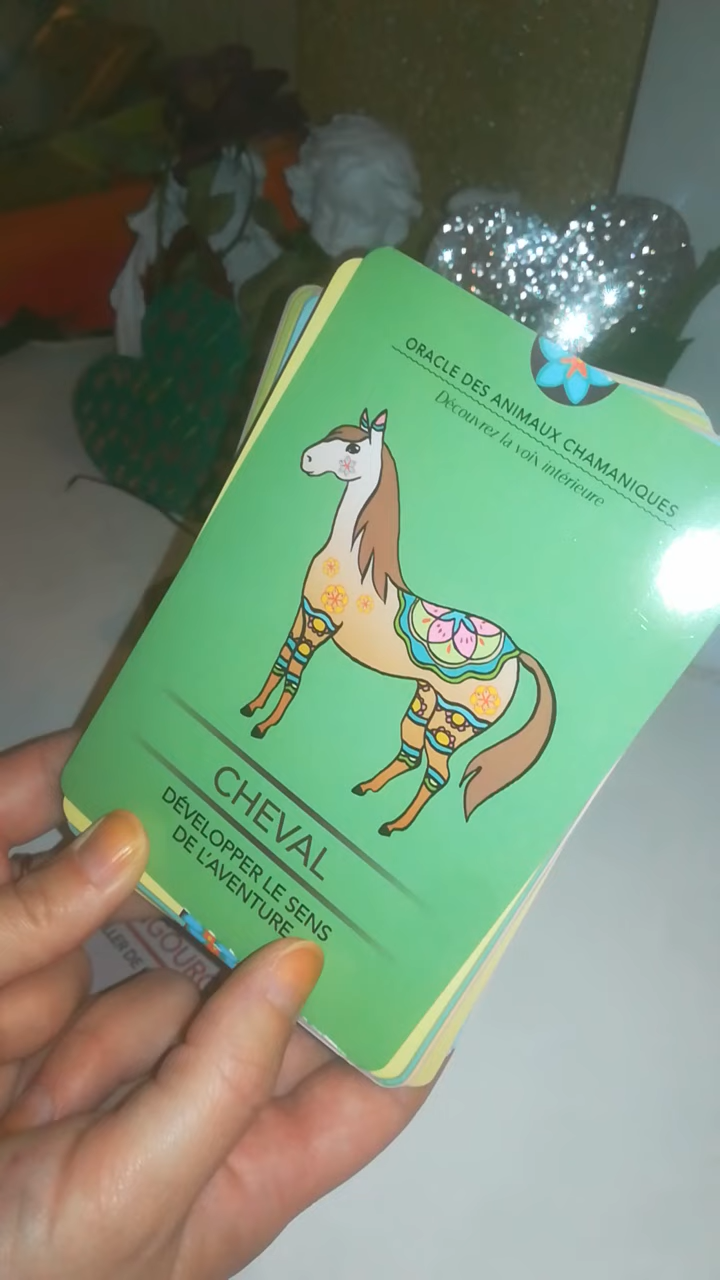 ORACLE DES ANIMAUX CHAMANIQUES
Découvrez la voix intérieure
CHEVAL
DÉVELOPPER LE SENS
DE L'AVENTURE